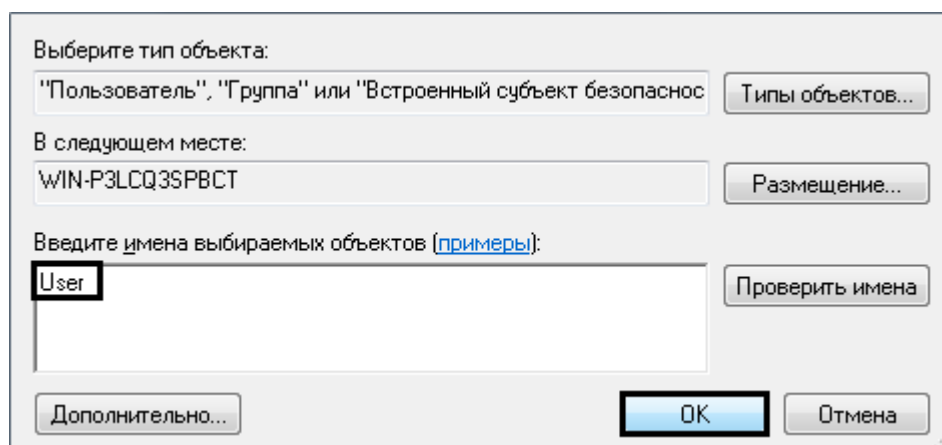 Выберите тип объекта:
"Пользователь", "Группа" или "Встроенный субъект безопаснос
Типы объектов...
В следующем месте:
WIN-P3LCQ3SPBCT
Размещение...
Введите имена выбираемых объектов (примеры):
User
Проверить имена
Дополнительно...
ОК
Отмена